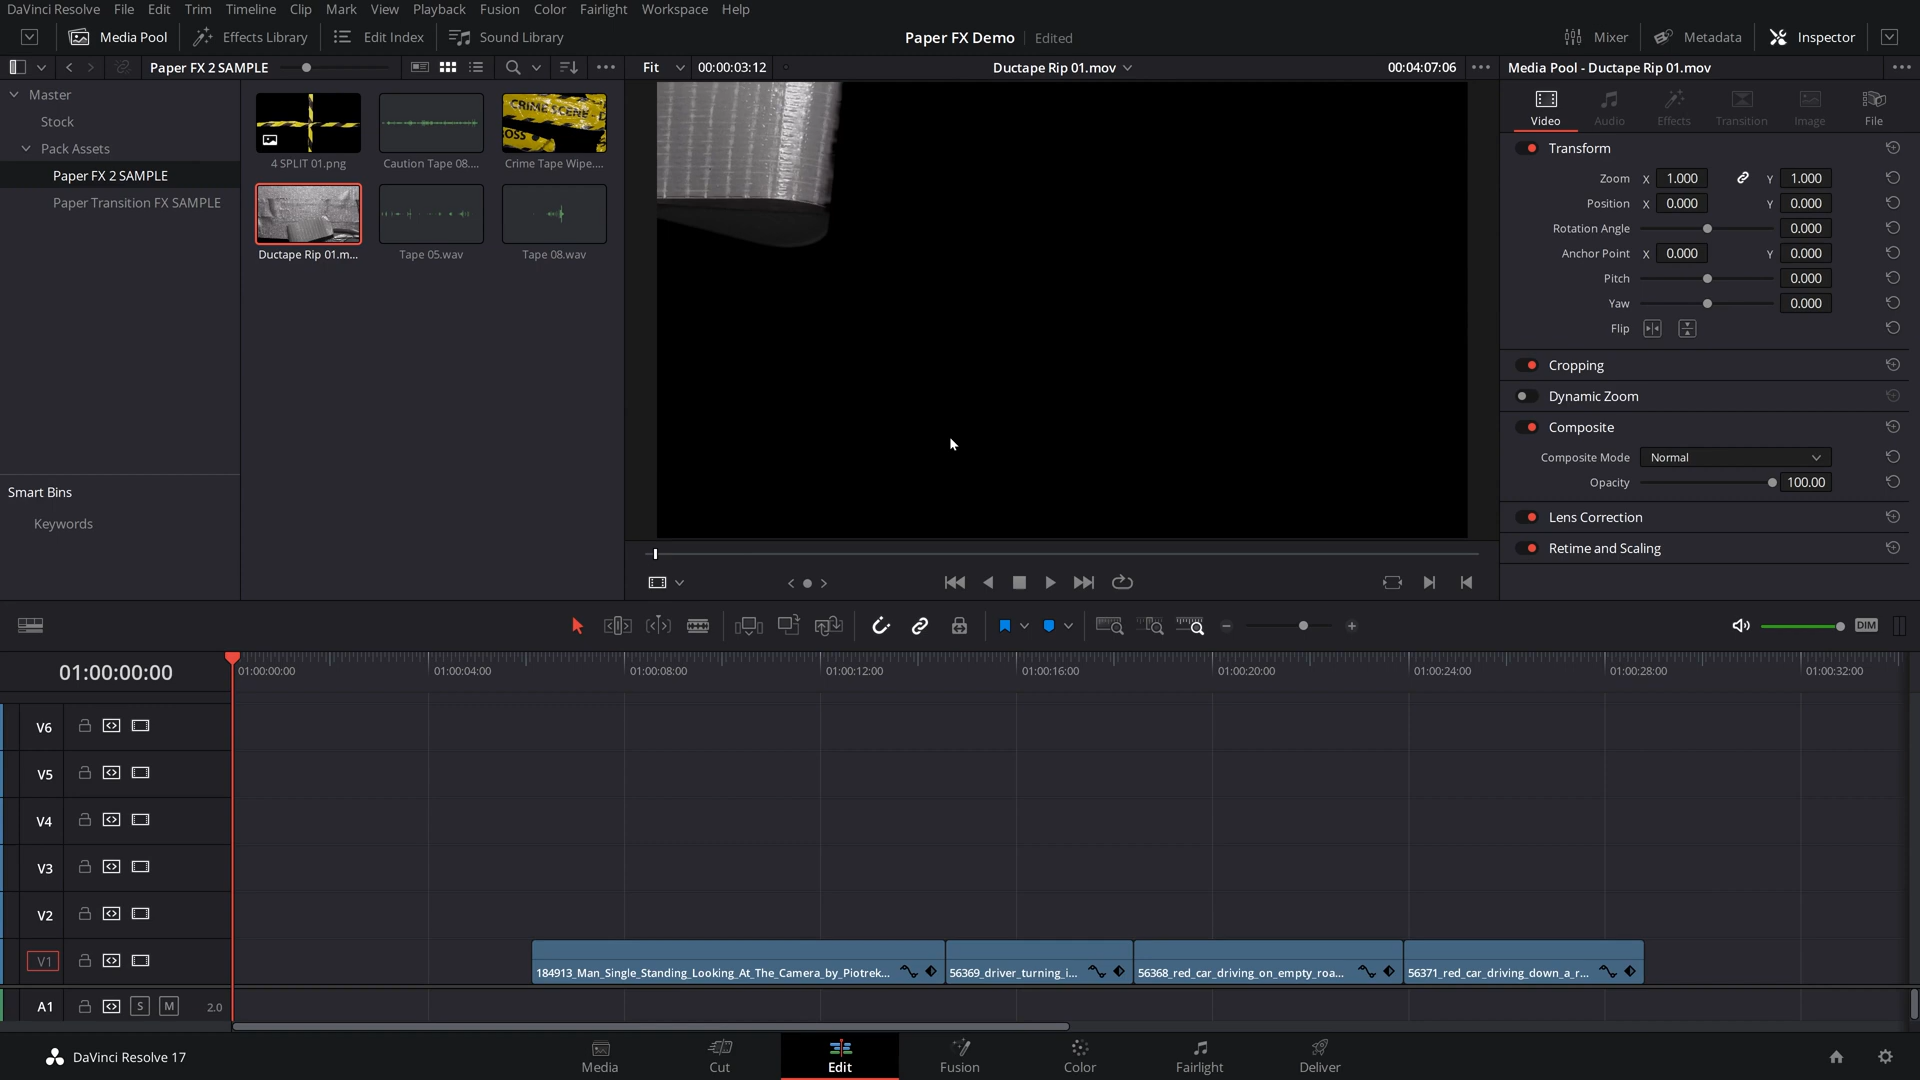 DaVinci Resolve File Edit Trim Timeline Clip Mark View Playback Fusion Color Fairlight Workspace Help
Media Pool Effects Library Edit Index Sound Library Paper FX Demo Edited Mixer Metadata Inspector
Paper FX 2 SAMPLE Fit 00:00:03:12 Ductape Rip 01.mov 00:04:07:06 Media Pool - Ductape Rip 01.mov
Master
Stock
Pack Assets
Paper FX 2 SAMPLE
Paper Transition FX SAMPLE
Smart Bins
Keywords
CRIME SCENE - D
OSS
4 SPLIT 01.png Caution Tape 08.... Crime Tape Wipe....
Ductape Rip 01.m... Tape 05.wav Tape 08.wav
Video Audio Effects Transition Image File
Transform
Zoom X 1.000 Y 1.000
Position X 0.000 Y 0.000
Rotation Angle 0.000
Anchor Point X 0.000 Y 0.000
Pitch 0.000
Yaw 0.000
Flip
Cropping
Dynamic Zoom
Composite
Composite Mode Normal
Opacity 100.00
Lens Correction
Retime and Scaling
DIM
01:00:00:00 01:00:00:00 01:00:04:00 01:00:08:00 01:00:12:00 01:00:16:00 01:00:20:00 01:00:24:00 01:00:28:00 01:00:32:00
V6
V5
V4
V3
V2
V1 184913_Man_Single_Standing_Looking_At_The_Camera_by_Piotrek... 56369_driver_turning_i... 56368_red_car_driving_on_empty_roa... 56371_red_car_driving_down_a_r...
A1 S M 2.0
DaVinci Resolve 17 Media Cut Edit Fusion Color Fairlight Deliver